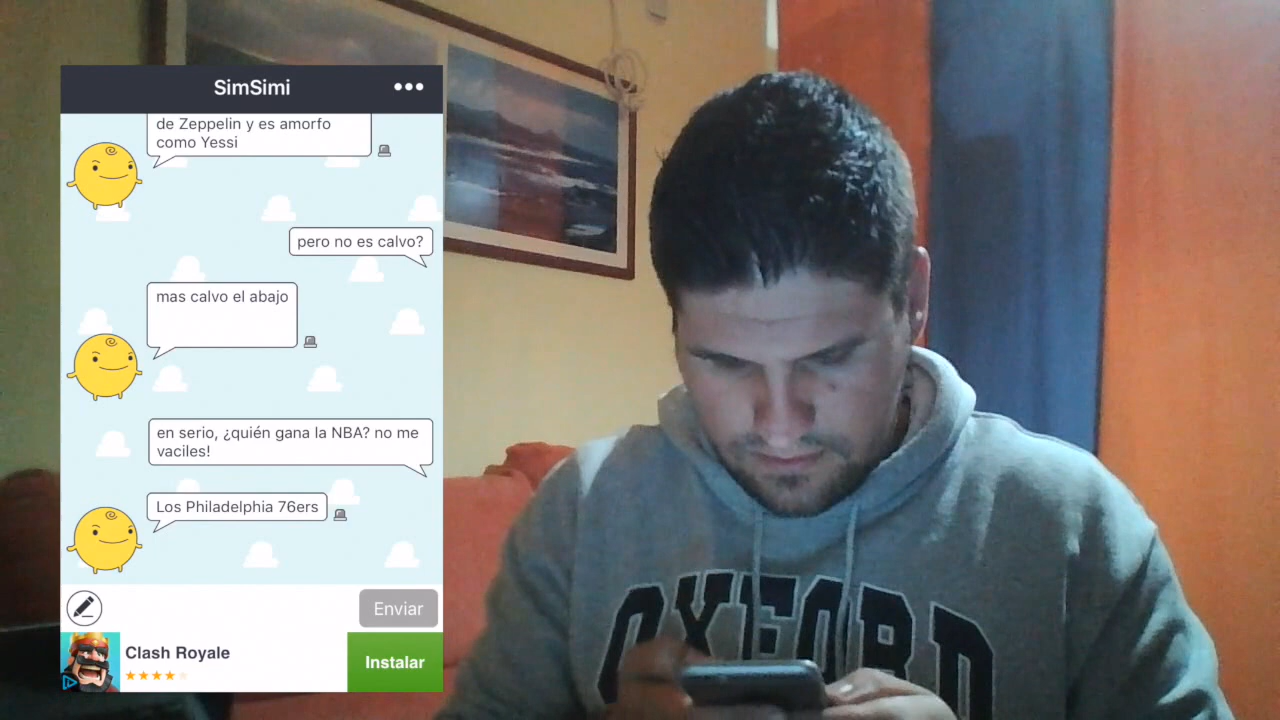 SimSimi
de Zeppelin y es amorfo
como Yessi
pero no es calvo?
mas calvo el abajo
en serio, ¿quién gana la NBA? no me
vaciles!
Los Philadelphia 76ers
Enviar
Clash Royale
Instalar
OXFORD